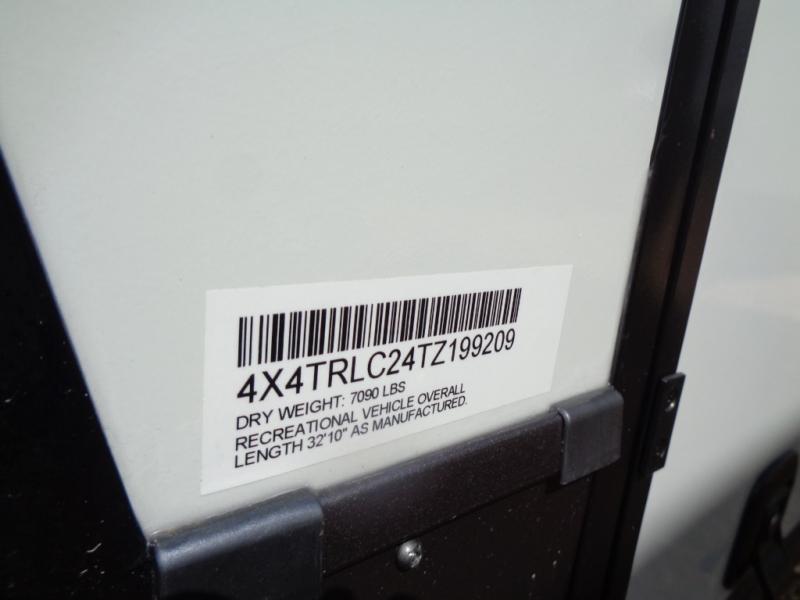 4X4TRLC24TZ199209
DRY WEIGHT: 7090 LBS
RECREATIONAL VEHICLE OVERALL
LENGTH 32'10" AS MANUFACTURED.